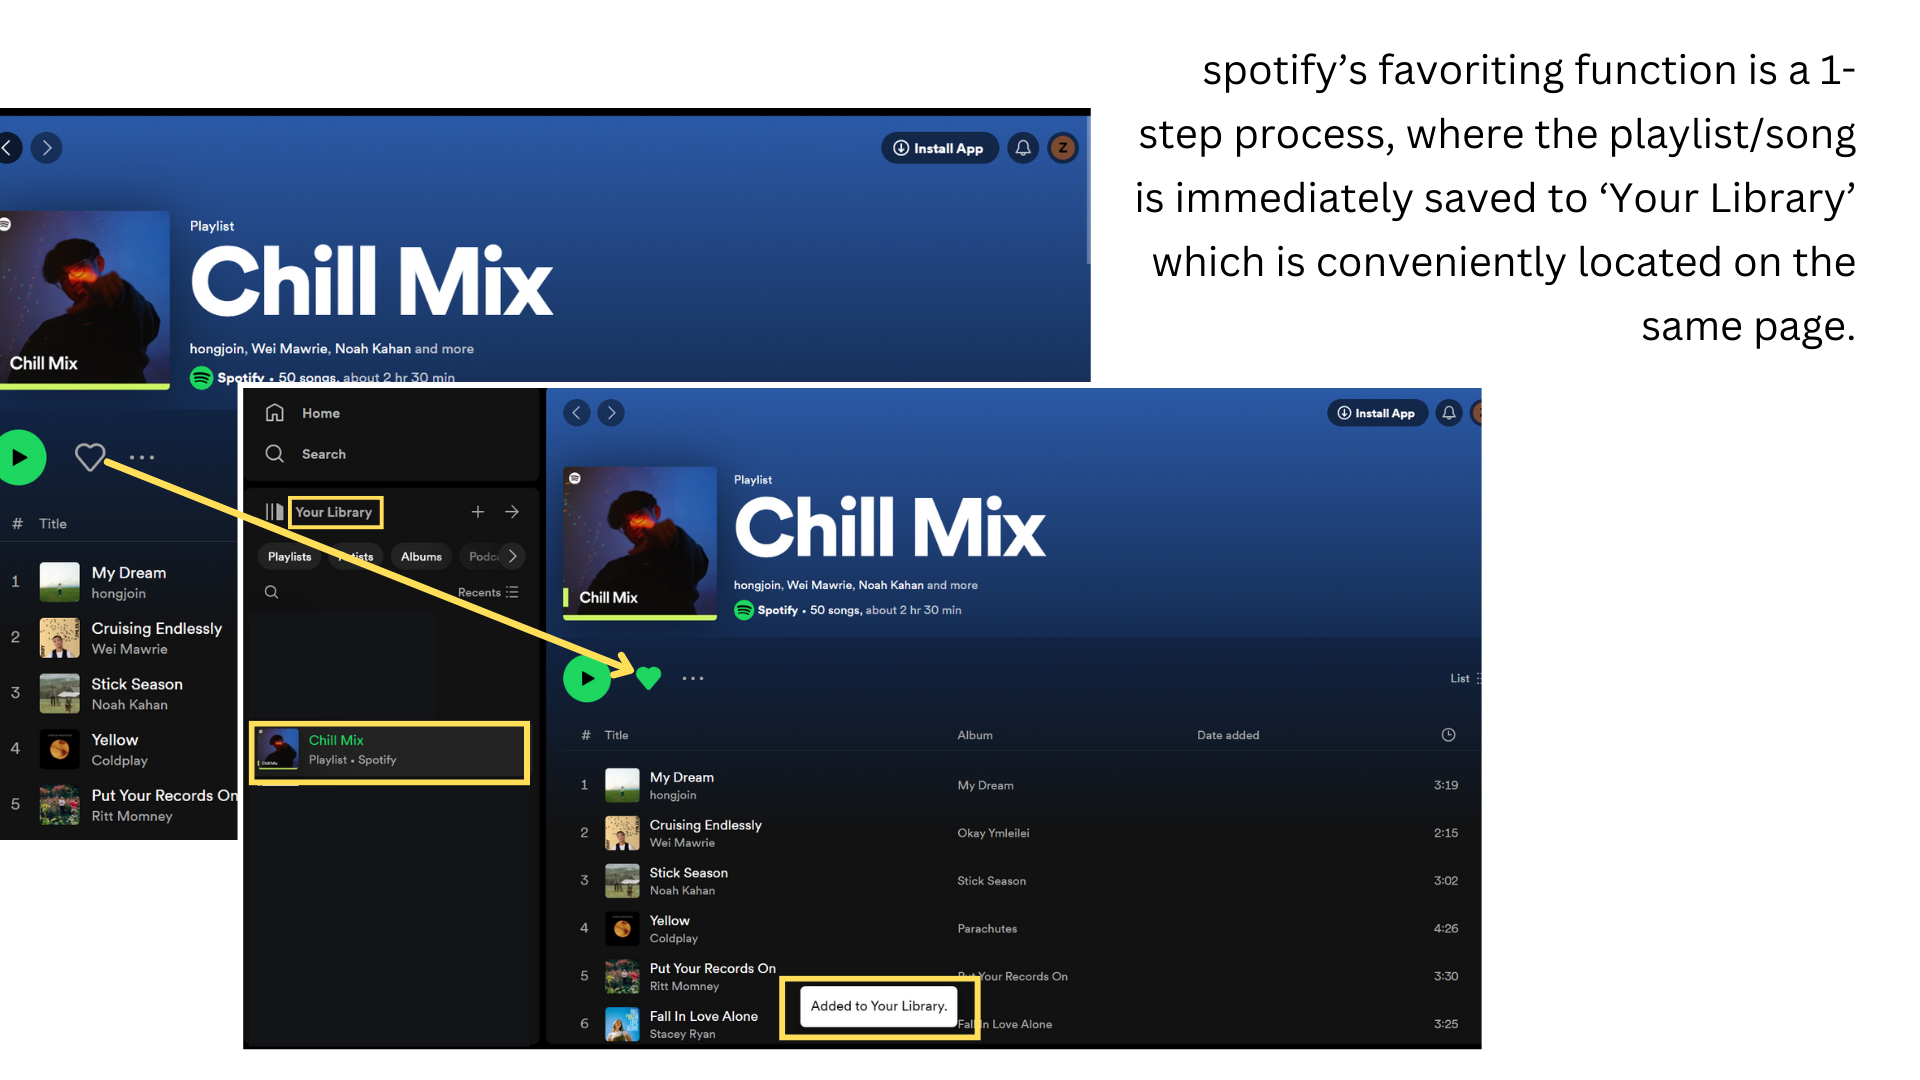 spotify’s favoriting function is a 1-
step process, where the playlist/song
is immediately saved to ‘Your Library’
which is conveniently located on the
same page.
Install App
Z
Playlist
Chill Mix
Chill Mix
hongjoin, Wei Mawrie, Noah Kahan and more
Spotify • 50 songs, about 2 hr 30 min
# Title
1 My Dream
hongjoin
2 Cruising Endlessly
Wei Mawrie
3 Stick Season
Noah Kahan
4 Yellow
Coldplay
5 Put Your Records On
Ritt Momney
Home
Search
Your Library
Playlists Artists Albums Podc
Recents
Chill Mix
Chill Mix
Playlist • Spotify
Install App
Playlist
Chill Mix
Chill Mix
hongjoin, Wei Mawrie, Noah Kahan and more
Spotify • 50 songs, about 2 hr 30 min
List
# Title Album Date added
1 My Dream My Dream 3:19
hongjoin
2 Cruising Endlessly Okay Ymleilei 2:15
Wei Mawrie
3 Stick Season Stick Season 3:02
Noah Kahan
4 Yellow Parachutes 4:26
Coldplay
5 Put Your Records On Put Your Records On 3:30
Ritt Momney
Added to Your Library.
6 Fall In Love Alone Fall In Love Alone 3:25
Stacey Ryan